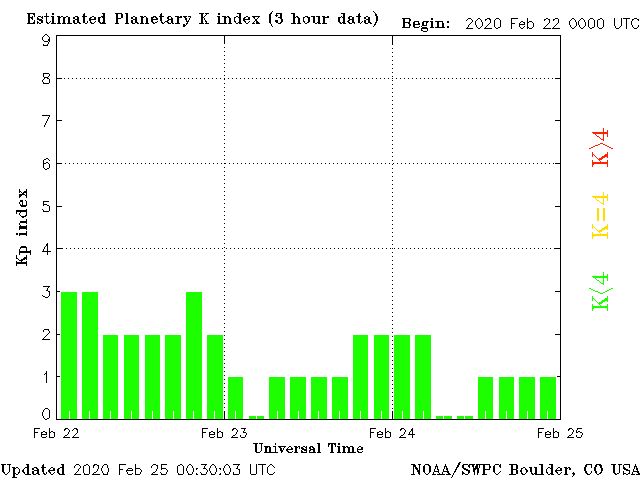 Estimated Planetary K index (3 hour data) Begin: 2020 Feb 22 0000 UTC
9
8
7
6
5
4
3
2
1
0
Kp index
K>4
K=4
K<4
Feb 22 Feb 23 Feb 24 Feb 25
Universal Time
Updated 2020 Feb 25 00:30:03 UTC NOAA/SWPC Boulder, CO USA